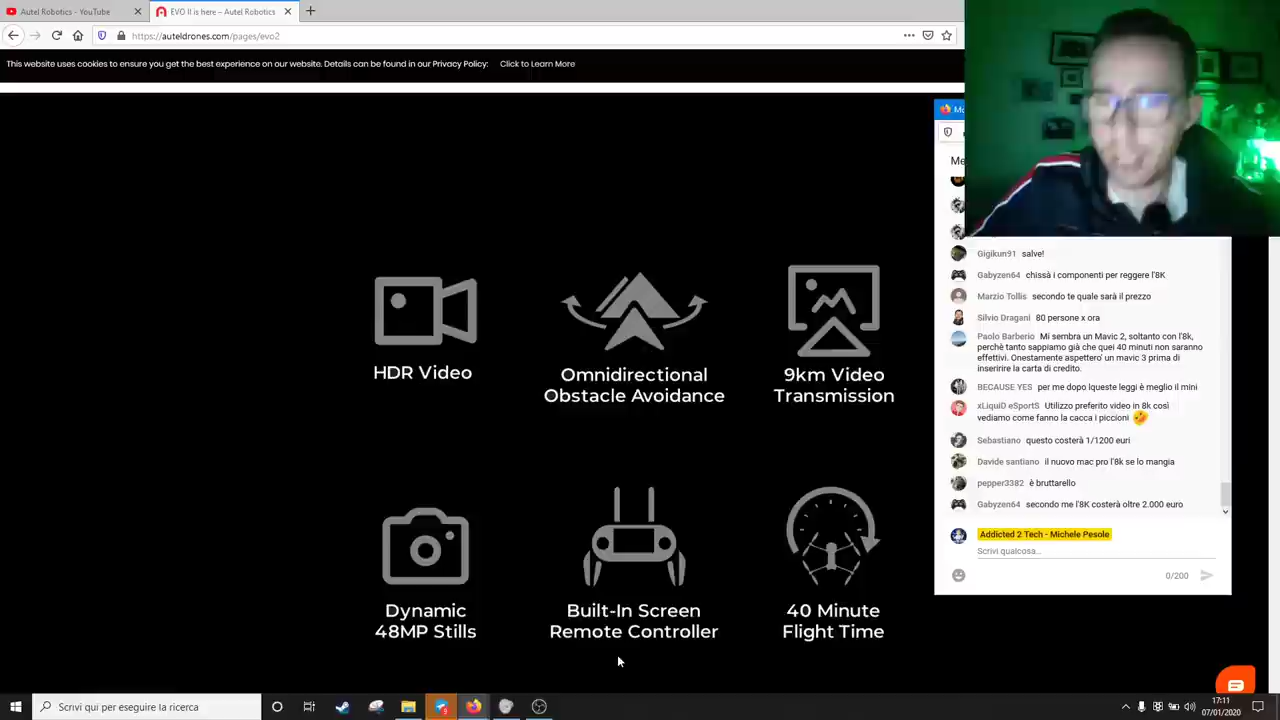 Autel Robotics - YouTube
EVO II is here – Autel Robotics
https://auteldrones.com/pages/evo2
This website uses cookies to ensure you get the best experience on our website. Details can be found in our Privacy Policy: Click to Learn More
HDR Video
Omnidirectional
Obstacle Avoidance
9km Video
Transmission
Dynamic
48MP Stills
Built-In Screen
Remote Controller
40 Minute
Flight Time
Gigikun91 salve!
Gabyzen64 chissà i componenti per reggere l'8K
Marzio Tollis secondo te quale sarà il prezzo
Silvio Dragani 80 persone x ora
Paolo Barberio Mi sembra un Mavic 2, soltanto con l'8k,
perchè tanto sappiamo già che quei 40 minuti non saranno
effettivi. Onestamente aspettero' un mavic 3 prima di
inseririre la carta di credito.
BECAUSE YES per me dopo lqueste leggi è meglio il mini
xLiquiD eSportS Utilizzo preferito video in 8k così
vediamo come fanno la cacca i piccioni 🤣
Sebastiano questo costerà 1/1200 euri
Davide santiano il nuovo mac pro l'8k se lo mangia
pepper3382 è bruttarello
Gabyzen64 secondo me l'8K costerà oltre 2.000 euro
Addicted 2 Tech - Michele Pesole
Scrivi qualcosa...
0/200
Scrivi qui per eseguire la ricerca
17:11
07/01/2020